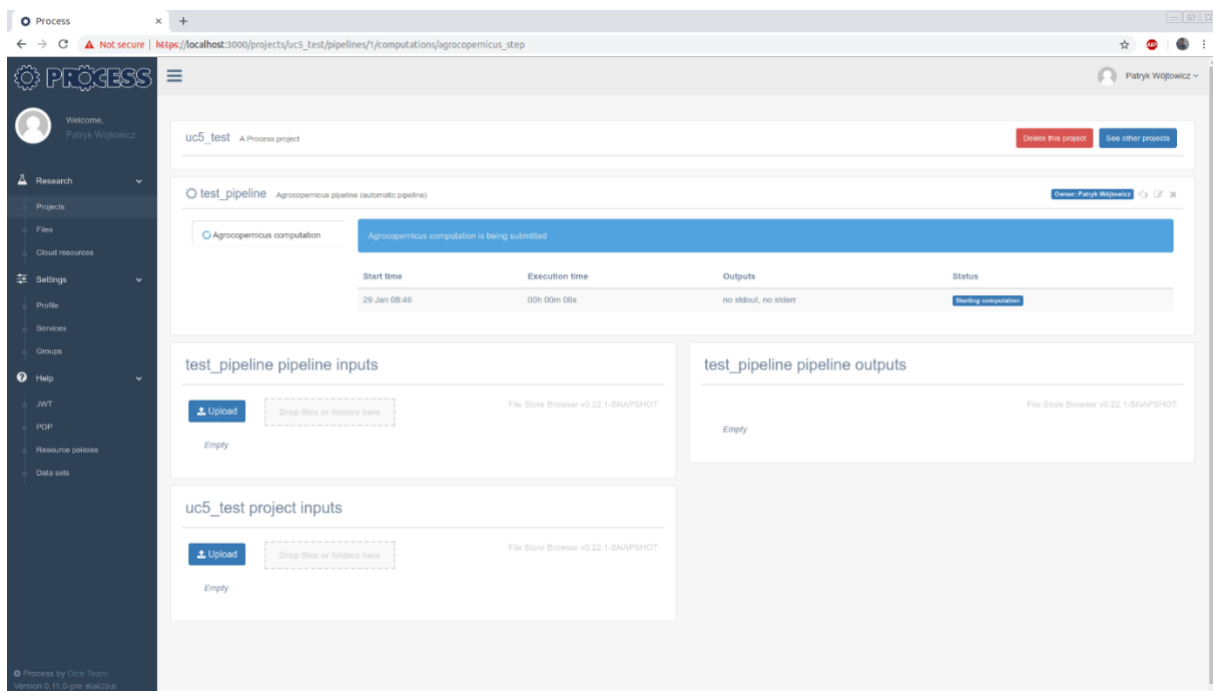 Process
Not secure | https://localhost:3000/projects/uc5_test/pipelines/1/computations/agrocopernicus_step
PROCESS
Patryk Wójtowicz
Welcome,
Patryk Wójtowicz
Research
Projects
Files
Cloud resources
Settings
Profile
Services
Groups
Help
JWT
PDP
Resource policies
Data sets
Process by Dice Team
uc5_test A Process project
Delete this project
See other projects
test_pipeline Agrocopernicus pipeline (automatic pipeline)
Owner: Patryk Wójtowicz
Agrocopernicus computation
Agrocopernicus computation is being submitted
Start time Execution time Outputs Status
29 Jan 08:46 00h 00m 06s no stdout, no stderr Starting computation
test_pipeline pipeline inputs
Upload
Drop files or folders here
File Store Browser v0.22.1-SNAPSHOT
Empty
test_pipeline pipeline outputs
File Store Browser v0.22.1-SNAPSHOT
Empty
uc5_test project inputs
Upload
Drop files or folders here
File Store Browser v0.22.1-SNAPSHOT
Empty